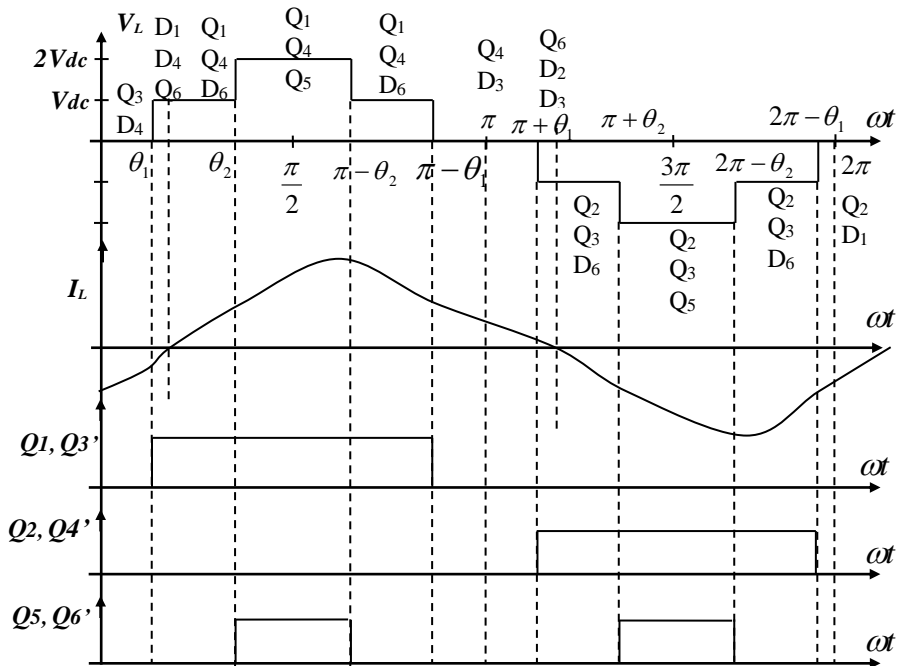 V_L D1 Q1 Q1 Q1 Q4 Q6
D4 Q4 Q4 Q4 D3 D2
Q6 D6 Q5 D6 D3
2Vdc
Vdc
Q3
D4
θ1 θ2 π/2 π−θ2 π−θ1 π π+θ1 π+θ2 3π/2 2π−θ2 2π−θ1 2π ωt
Q2 Q2 Q2 Q2
Q3 Q3 Q3 D1
D6 Q5 D6
I_L
ωt
Q1, Q3’
ωt
Q2, Q4’
ωt
Q5, Q6’
ωt